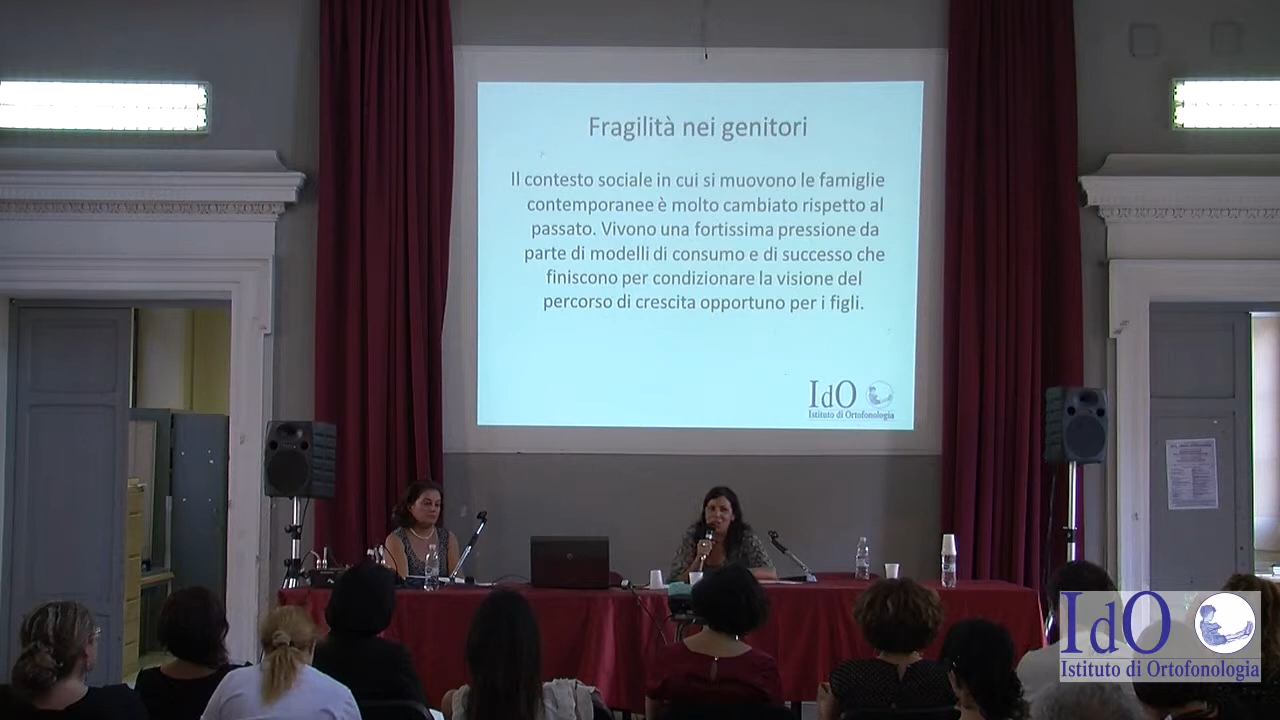 Fragilità nei genitori
Il contesto sociale in cui si muovono le famiglie
contemporanee è molto cambiato rispetto al
passato. Vivono una fortissima pressione da
parte di modelli di consumo e di successo che
finiscono per condizionare la visione del
percorso di crescita opportuno per i figli.
IdO
Istituto di Ortofonologia
IdO
Istituto di Ortofonologia